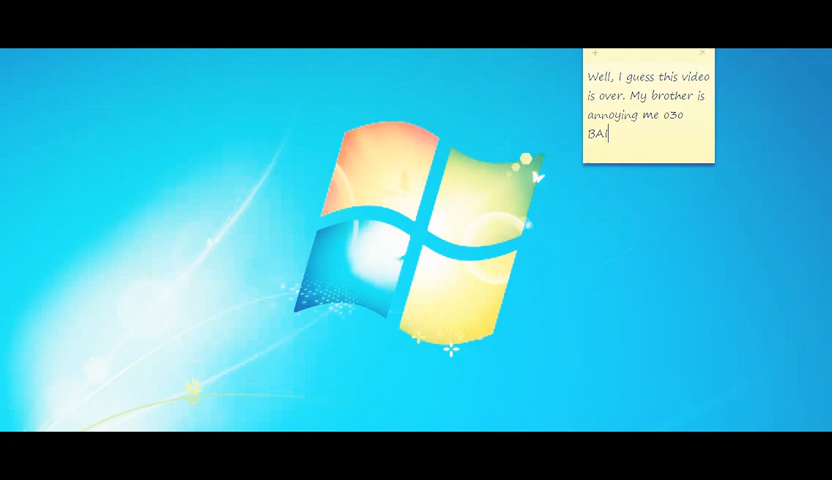 Well, I guess this video
is over. My brother is
annoying me o3o
BAI